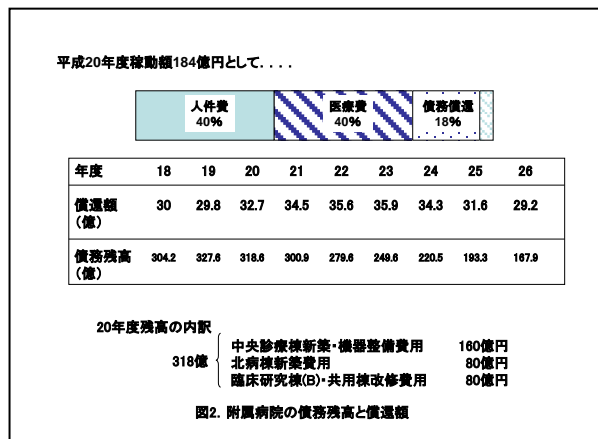 平成20年度稼動額184億円として....
人件費 医療費 債務償還
40% 40% 18%
年度 18 19 20 21 22 23 24 25 26
償還額 30 29.8 32.7 34.5 35.6 35.9 34.3 31.6 29.2
(億)
債務残高 304.2 327.6 318.6 300.9 279.6 249.6 220.5 193.3 167.9
(億)
20年度残高の内訳
中央診療棟新築・機器整備費用 160億円
318億 北病棟新築費用 80億円
臨床研究棟(B)・共用棟改修費用 80億円
図2. 附属病院の債務残高と償還額